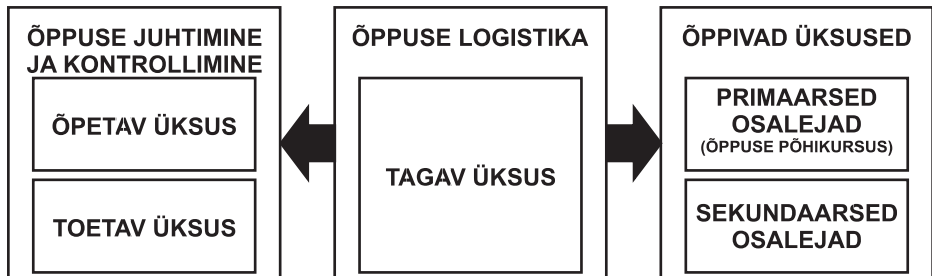 ÕPPUSE JUHTIMINE
JA KONTROLLIMINE
ÕPETAV ÜKSUS
TOETAV ÜKSUS
ÕPPUSE LOGISTIKA
TAGAV ÜKSUS
ÕPPIVAD ÜKSUSED
PRIMAARSED
OSALEJAD
(ÕPPUSE PÕHIKURSUS)
SEKUNDAARSED
OSALEJAD